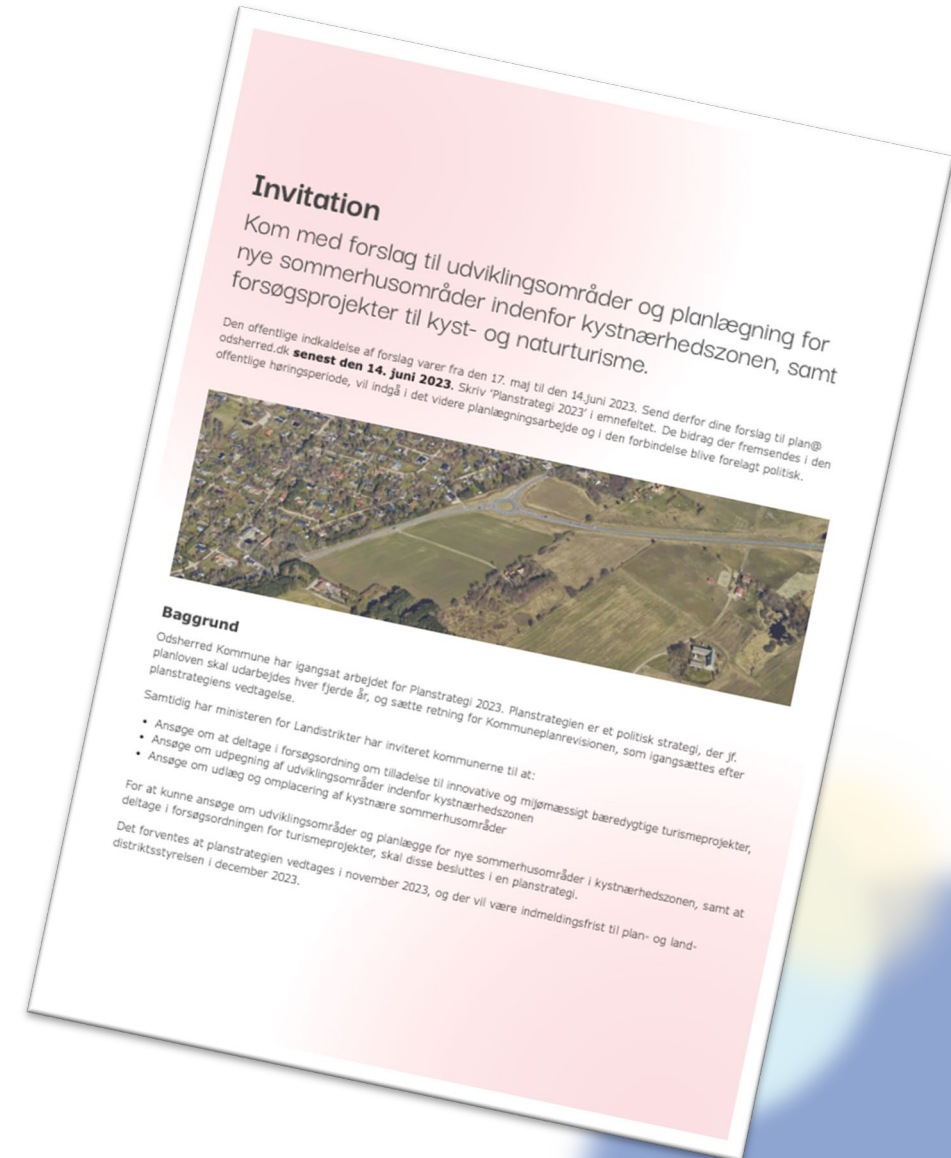 Invitation
Kom med forslag til udviklingsområder og planlægning for
nye sommerhusområder indenfor kystnærhedszonen, samt
forsøgsprojekter til kyst- og naturturisme.
Den offentlige indkaldelse af forslag varer fra den 17. maj til den 14.juni 2023. Send derfor dine forslag til plan@
odsherred.dk senest den 14. juni 2023. Skriv 'Planstrategi 2023' i emnefeltet. De bidrag der fremsendes i den
offentlige høringsperiode, vil indgå i det videre planlægningsarbejde og i den forbindelse blive forelagt politisk.
Baggrund
Odsherred Kommune har igangsat arbejdet for Planstrategi 2023. Planstrategien er et politisk strategi, der jf.
planloven skal udarbejdes hver fjerde år, og sætte retning for Kommuneplanrevisionen, som igangsættes efter
planstrategiens vedtagelse.
Samtidig har ministeren for Landistrikter har inviteret kommunerne til at:
• Ansøge om at deltage i forsøgsordning om tilladelse til innovative og mijømæssigt bæredygtige turismeprojekter,
• Ansøge om udpegning af udviklingsområder indenfor kystnærhedszonen
• Ansøge om udlæg og omplacering af kystnære sommerhusområder
For at kunne ansøge om udviklingsområder og planlægge for nye sommerhusområder i kystnærhedszonen, samt at
deltage i forsøgsordningen for turismeprojekter, skal disse besluttes i en planstrategi.
Det forventes at planstrategien vedtages i november 2023, og der vil være indmeldingsfrist til plan- og land-
distriktsstyrelsen i december 2023.